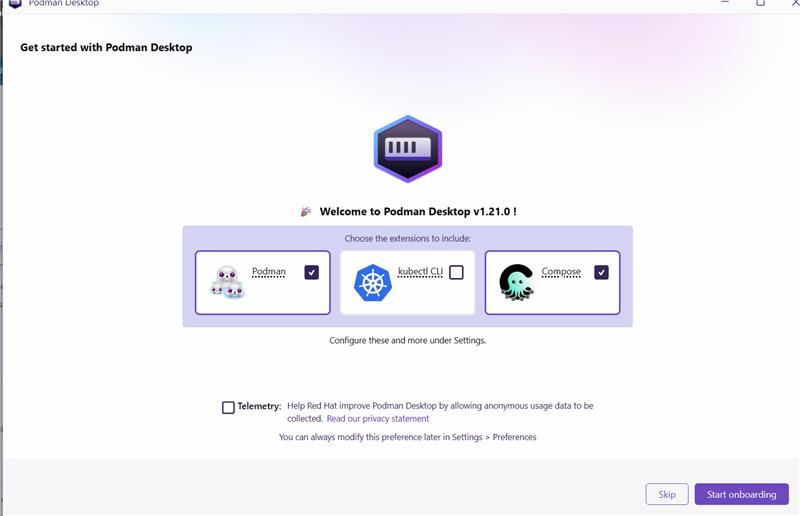 Podman Desktop
Get started with Podman Desktop
Welcome to Podman Desktop v1.21.0 !
Choose the extensions to include:
Podman
kubectl CLI
Compose
Configure these and more under Settings.
Telemetry: Help Red Hat improve Podman Desktop by allowing anonymous usage data to be
collected. Read our privacy statement
You can always modify this preference later in Settings > Preferences
Skip
Start onboarding